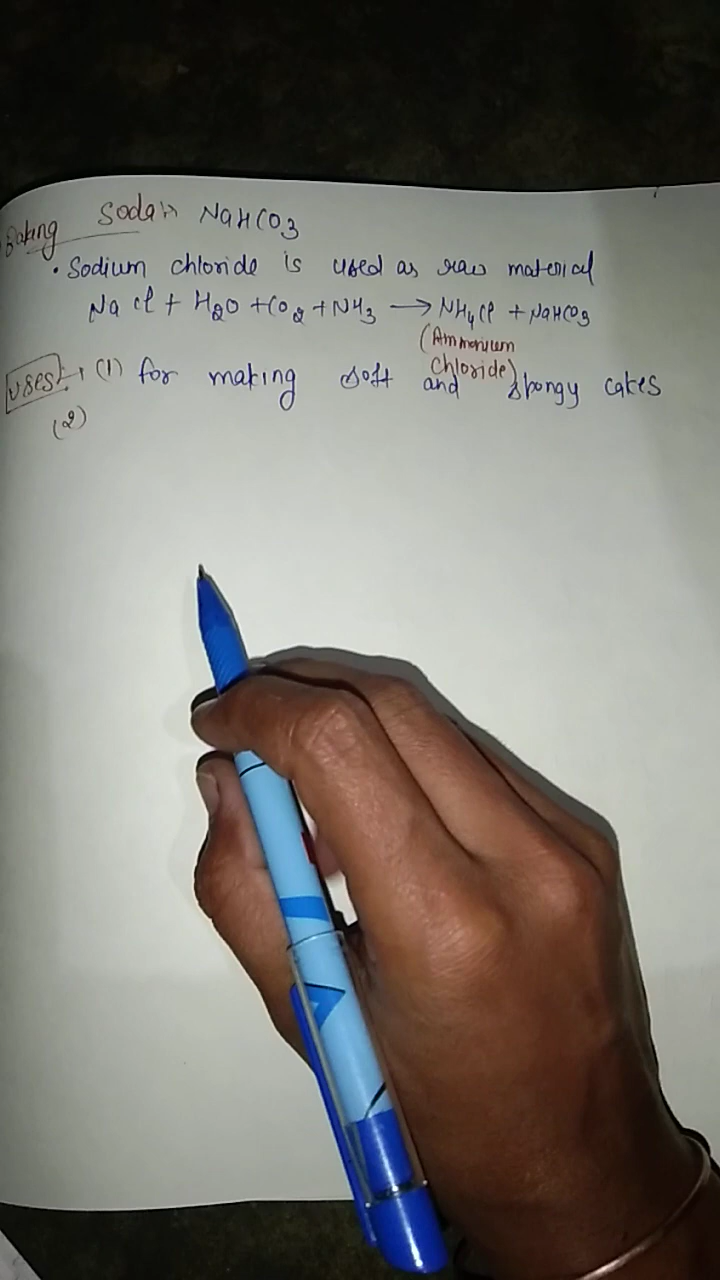 Baking Soda:- NaHCO3
• Sodium chloride is used as raw material
NaCl + H2O + CO2 + NH3 → NH4Cl + NaHCO3
(Ammonium
Chloride)
Uses:- (1) for making soft and spongy cakes
(2)